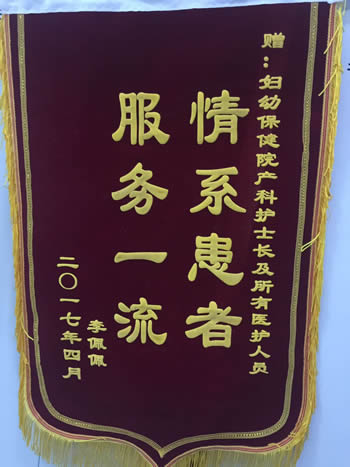 赠：妇幼保健院产科护士长及所有医护人员
情系患者
服务一流
李佩佩
二〇一七年四月